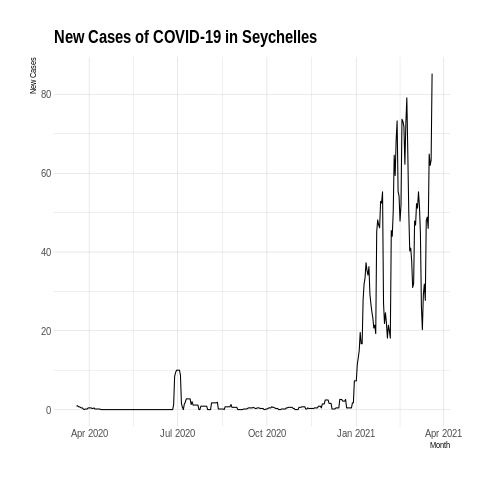 New Cases of COVID-19 in Seychelles
New Cases
80
60
40
20
0
Apr 2020 Jul 2020 Oct 2020 Jan 2021 Apr 2021
Month